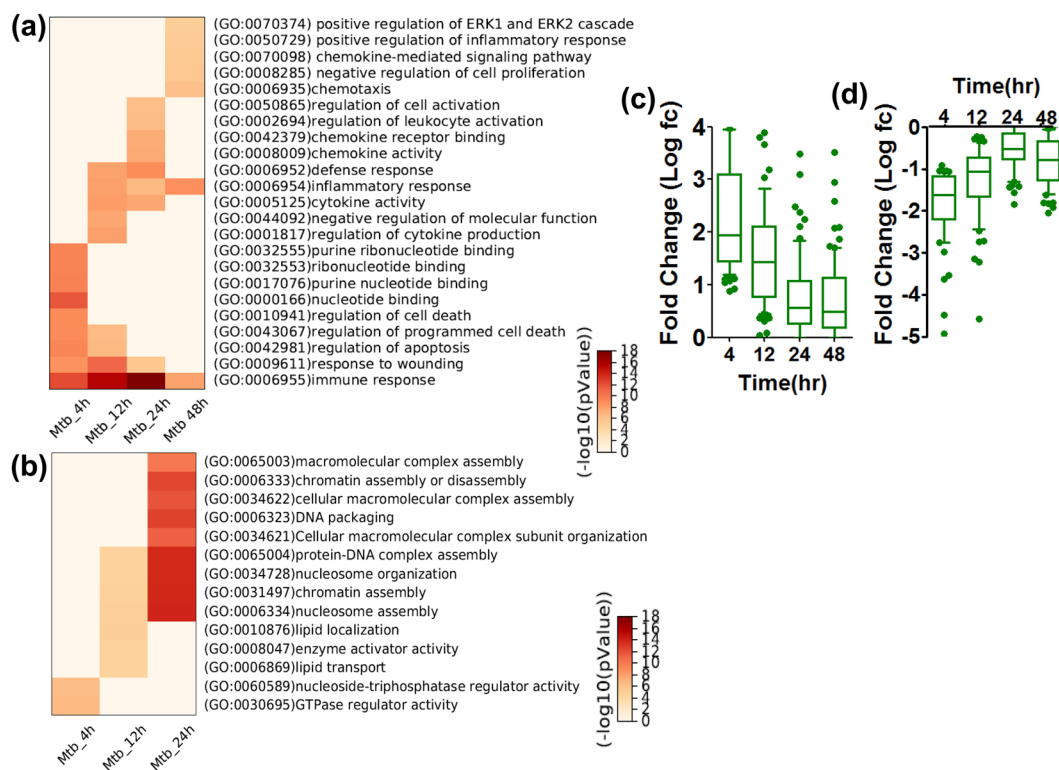 (a)
(GO:0070374) positive regulation of ERK1 and ERK2 cascade
(GO:0050729) positive regulation of inflammatory response
(GO:0070098) chemokine-mediated signaling pathway
(GO:0008285) negative regulation of cell proliferation
(GO:0006935)chemotaxis
(GO:0050865)regulation of cell activation
(GO:0002694)regulation of leukocyte activation
(GO:0042379)chemokine receptor binding
(GO:0008009)chemokine activity
(GO:0006952)defense response
(GO:0006954)inflammatory response
(GO:0005125)cytokine activity
(GO:0044092)negative regulation of molecular function
(GO:0001817)regulation of cytokine production
(GO:0032555)purine ribonucleotide binding
(GO:0032553)ribonucleotide binding
(GO:0017076)purine nucleotide binding
(GO:0000166)nucleotide binding
(GO:0010941)regulation of cell death
(GO:0043067)regulation of programmed cell death
(GO:0042981)regulation of apoptosis
(GO:0009611)response to wounding
(GO:0006955)immune response
Mtb_4h Mtb_12h Mtb_24h Mtb 48h
(-log10(pValue))
18
16
14
12
10
8
6
4
2
0
(b)
(GO:0065003)macromolecular complex assembly
(GO:0006333)chromatin assembly or disassembly
(GO:0034622)cellular macromolecular complex assembly
(GO:0006323)DNA packaging
(GO:0034621)Cellular macromolecular complex subunit organization
(GO:0065004)protein-DNA complex assembly
(GO:0034728)nucleosome organization
(GO:0031497)chromatin assembly
(GO:0006334)nucleosome assembly
(GO:0010876)lipid localization
(GO:0008047)enzyme activator activity
(GO:0006869)lipid transport
(GO:0060589)nucleoside-triphosphatase regulator activity
(GO:0030695)GTPase regulator activity
Mtb_4h Mtb_12h Mtb_24h
(-log10(pValue))
18
16
14
12
10
8
6
4
2
0
(c)
Fold Change (Log fc)
4
3
2
1
0
4 12 24 48
Time(hr)
(d)
Time(hr)
4 12 24 48
Fold Change (Log fc)
0
-1
-2
-3
-4
-5